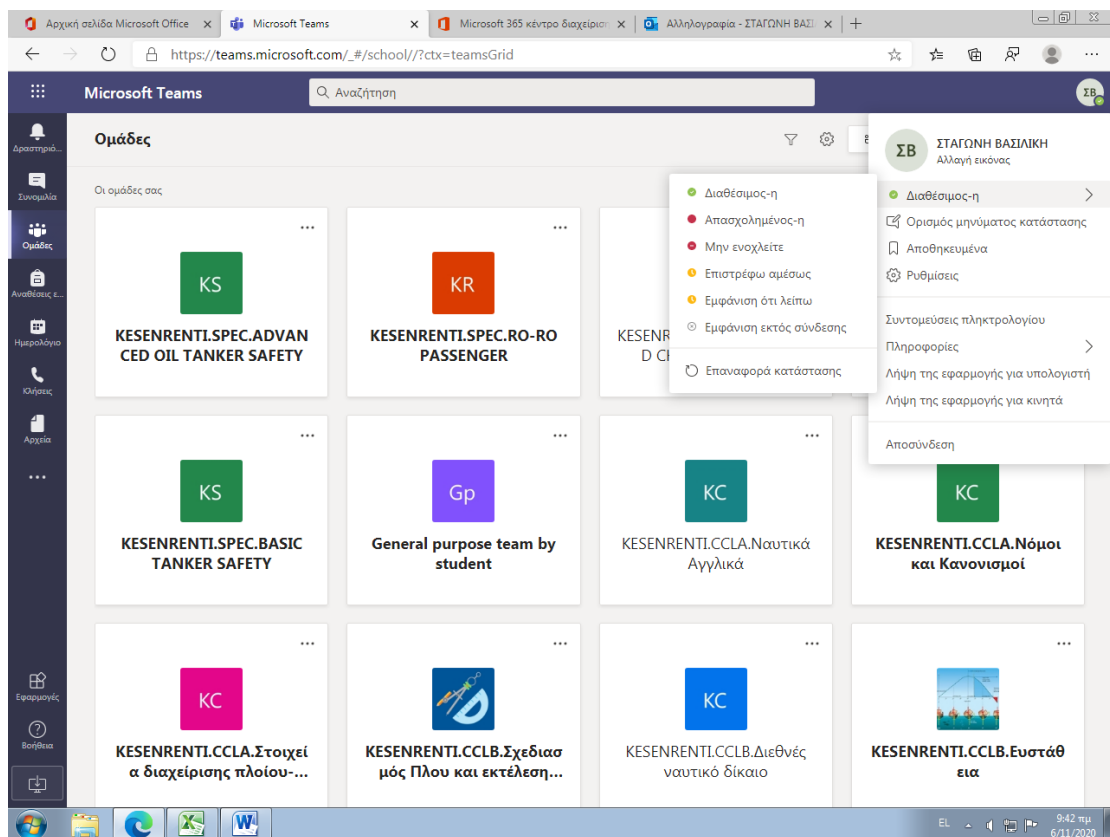 Αρχική σελίδα Microsoft Office
Microsoft Teams
Microsoft 365 κέντρο διαχείρισ
Αλληλογραφία - ΣΤΑΓΩΝΗ ΒΑΣΙ
https://teams.microsoft.com/_#/school//?ctx=teamsGrid
Microsoft Teams
Αναζήτηση
ΣΒ
Δραστηριό...
Συνομιλία
Ομάδες
Αναθέσεις ε...
Ημερολόγιο
Κλήσεις
Αρχεία
Εφαρμογές
Βοήθεια
Ομάδες
Οι ομάδες σας
ΣΒ
ΣΤΑΓΩΝΗ ΒΑΣΙΛΙΚΗ
Αλλαγή εικόνας
Διαθέσιμος-η
Ορισμός μηνύματος κατάστασης
Αποθηκευμένα
Ρυθμίσεις
Συντομεύσεις πληκτρολογίου
Πληροφορίες
Λήψη της εφαρμογής για υπολογιστή
Λήψη της εφαρμογής για κινητά
Αποσύνδεση
Διαθέσιμος-η
Απασχολημένος-η
Μην ενοχλείτε
Επιστρέφω αμέσως
Εμφάνιση ότι λείπω
Εμφάνιση εκτός σύνδεσης
Επαναφορά κατάστασης
KS
KESENRENTI.SPEC.ADVAN
CED OIL TANKER SAFETY
KR
KESENRENTI.SPEC.RO-RO
PASSENGER
KESENR
D CH
KS
KESENRENTI.SPEC.BASIC
TANKER SAFETY
Gp
General purpose team by
student
KC
KESENRENTI.CCLA.Ναυτικά
Αγγλικά
KC
KESENRENTI.CCLA.Νόμοι
και Κανονισμοί
KC
KESENRENTI.CCLA.Στοιχεί
α διαχείρισης πλοίου-...
KESENRENTI.CCLB.Σχεδιασ
μός Πλου και εκτέλεση...
KC
KESENRENTI.CCLB.Διεθνές
ναυτικό δίκαιο
KESENRENTI.CCLB.Ευστάθ
εια
EL
9:42 πμ
6/11/2020